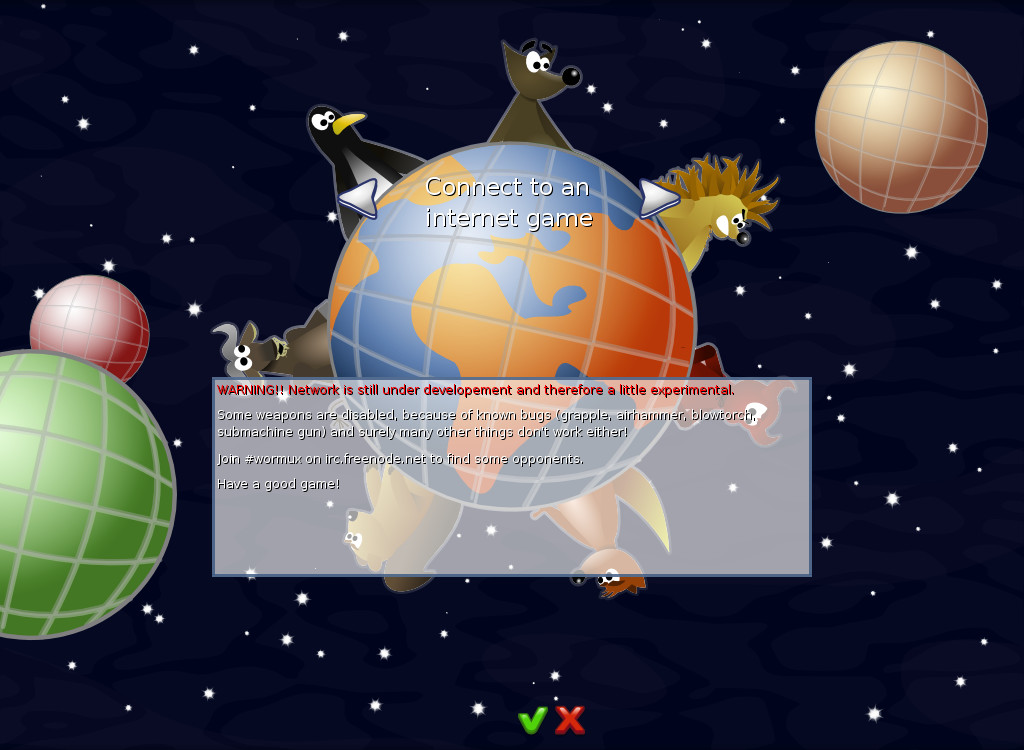 Connect to an
internet game
WARNING!! Network is still under developement and therefore a little experimental.
Some weapons are disabled, because of known bugs (grapple, airhammer, blowtorch,
submachine gun) and surely many other things don't work either!
Join #wormux on irc.freenode.net to find some opponents.
Have a good game!